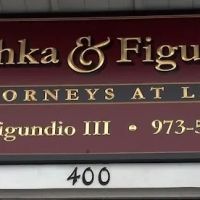 hka & Figu
ORNEYS AT L
igundio III • 973-5
400